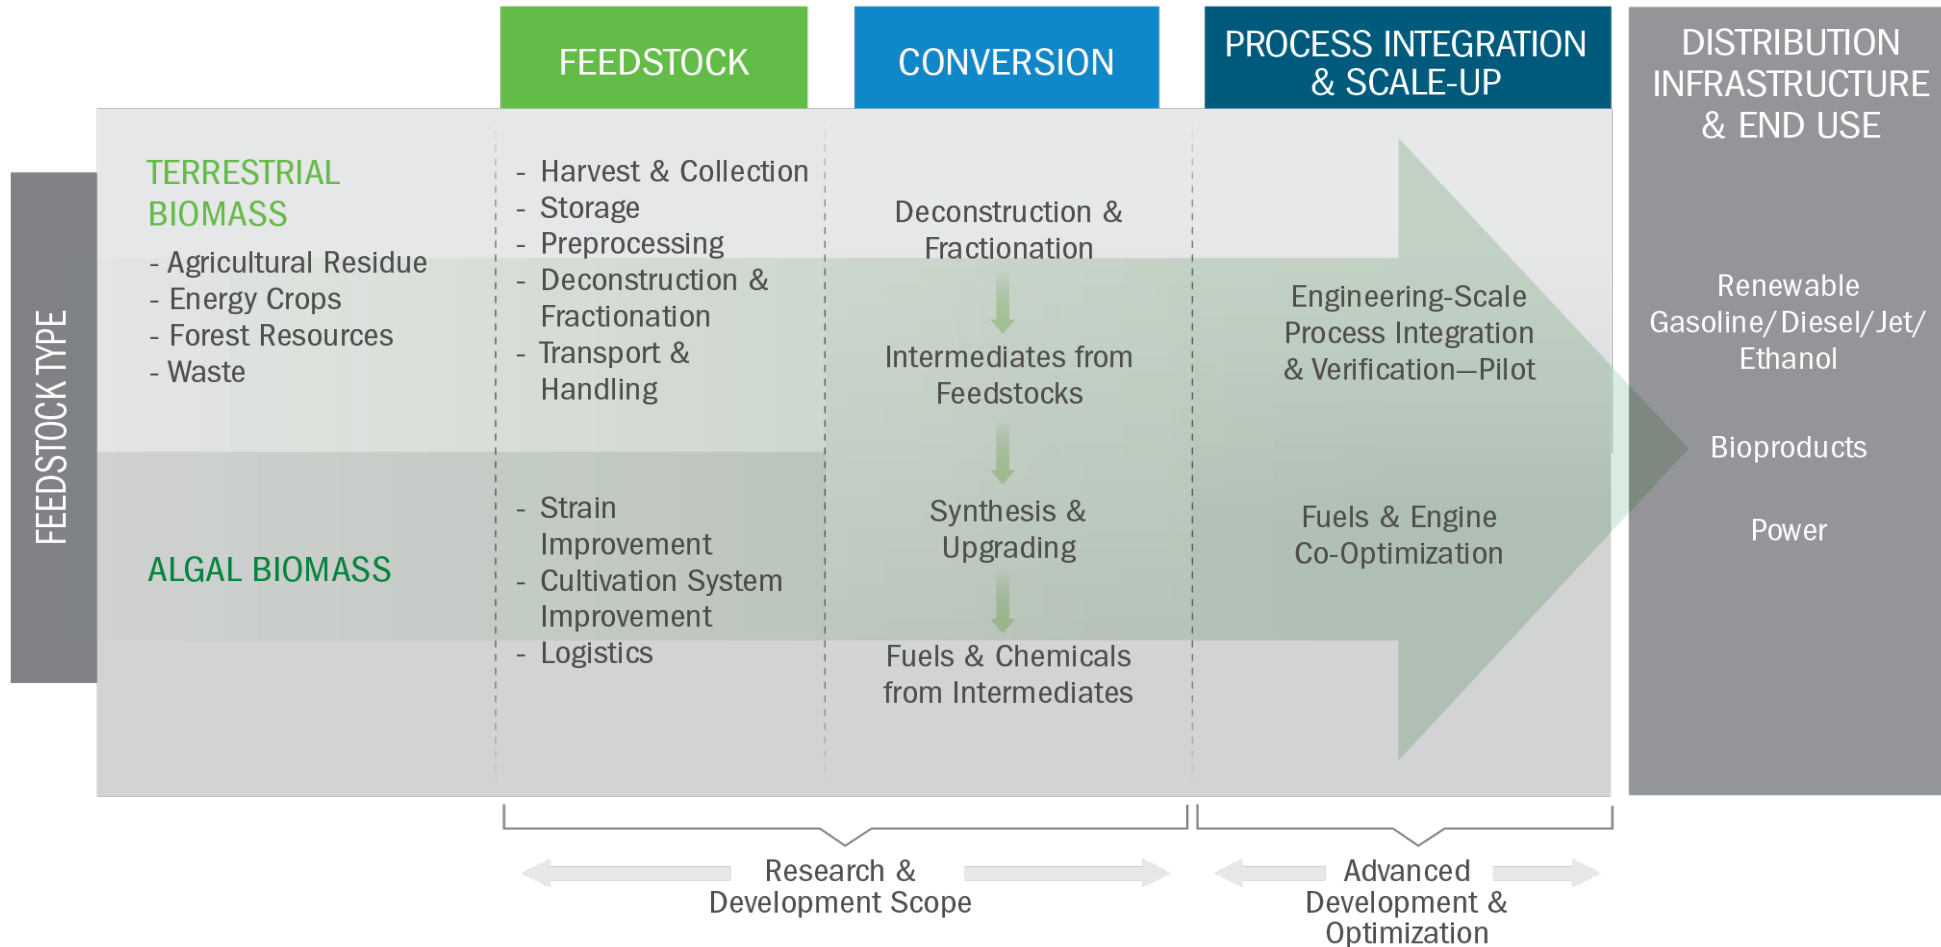 FEEDSTOCK
CONVERSION
PROCESS INTEGRATION
& SCALE-UP
DISTRIBUTION
INFRASTRUCTURE
& END USE
FEEDSTOCK TYPE
TERRESTRIAL
BIOMASS
- Agricultural Residue
- Energy Crops
- Forest Resources
- Waste
ALGAL BIOMASS
- Harvest & Collection
- Storage
- Preprocessing
- Deconstruction &
Fractionation
- Transport &
Handling
- Strain
Improvement
- Cultivation System
Improvement
- Logistics
Deconstruction &
Fractionation
Intermediates from
Feedstocks
Synthesis &
Upgrading
Fuels & Chemicals
from Intermediates
Engineering-Scale
Process Integration
& Verification—Pilot
Fuels & Engine
Co-Optimization
Renewable
Gasoline/Diesel/Jet/
Ethanol
Bioproducts
Power
Research &
Development Scope
Advanced
Development &
Optimization